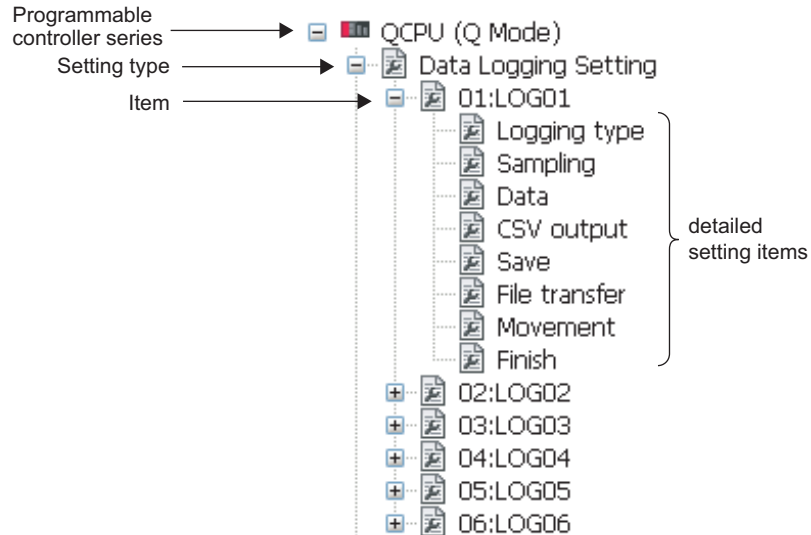 Programmable
controller series
QCPU (Q Mode)
Setting type
Data Logging Setting
Item
01:LOG01
Logging type
Sampling
Data
CSV output
Save
File transfer
Movement
Finish
detailed
setting items
02:LOG02
03:LOG03
04:LOG04
05:LOG05
06:LOG06